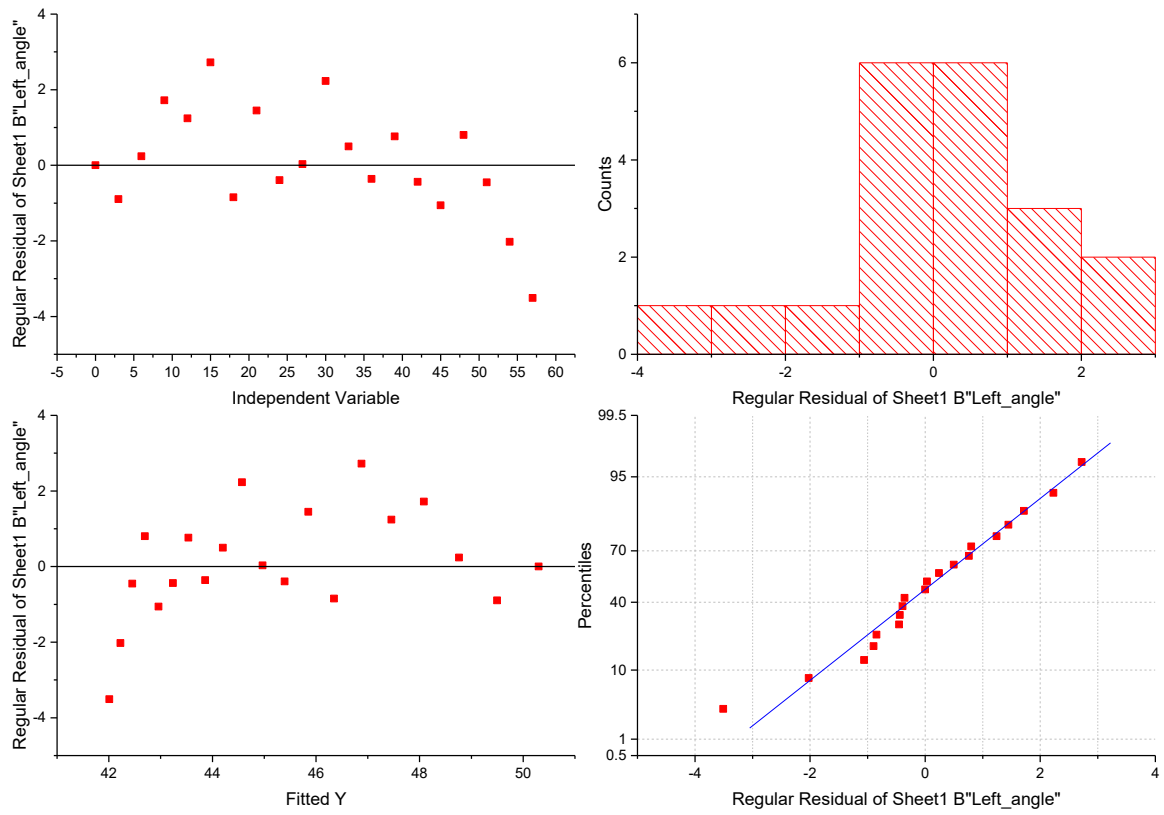 4
2
0
-2
-4
Regular Residual of Sheet1 B"Left_angle"
-5 0 5 10 15 20 25 30 35 40 45 50 55 60
Independent Variable
6
4
2
0
Counts
-4 -2 0 2
Regular Residual of Sheet1 B"Left_angle"
4
2
0
-2
-4
Regular Residual of Sheet1 B"Left_angle"
42 44 46 48 50
Fitted Y
99.5
95
70
40
10
1
0.5
Percentiles
-4 -2 0 2 4
Regular Residual of Sheet1 B"Left_angle"